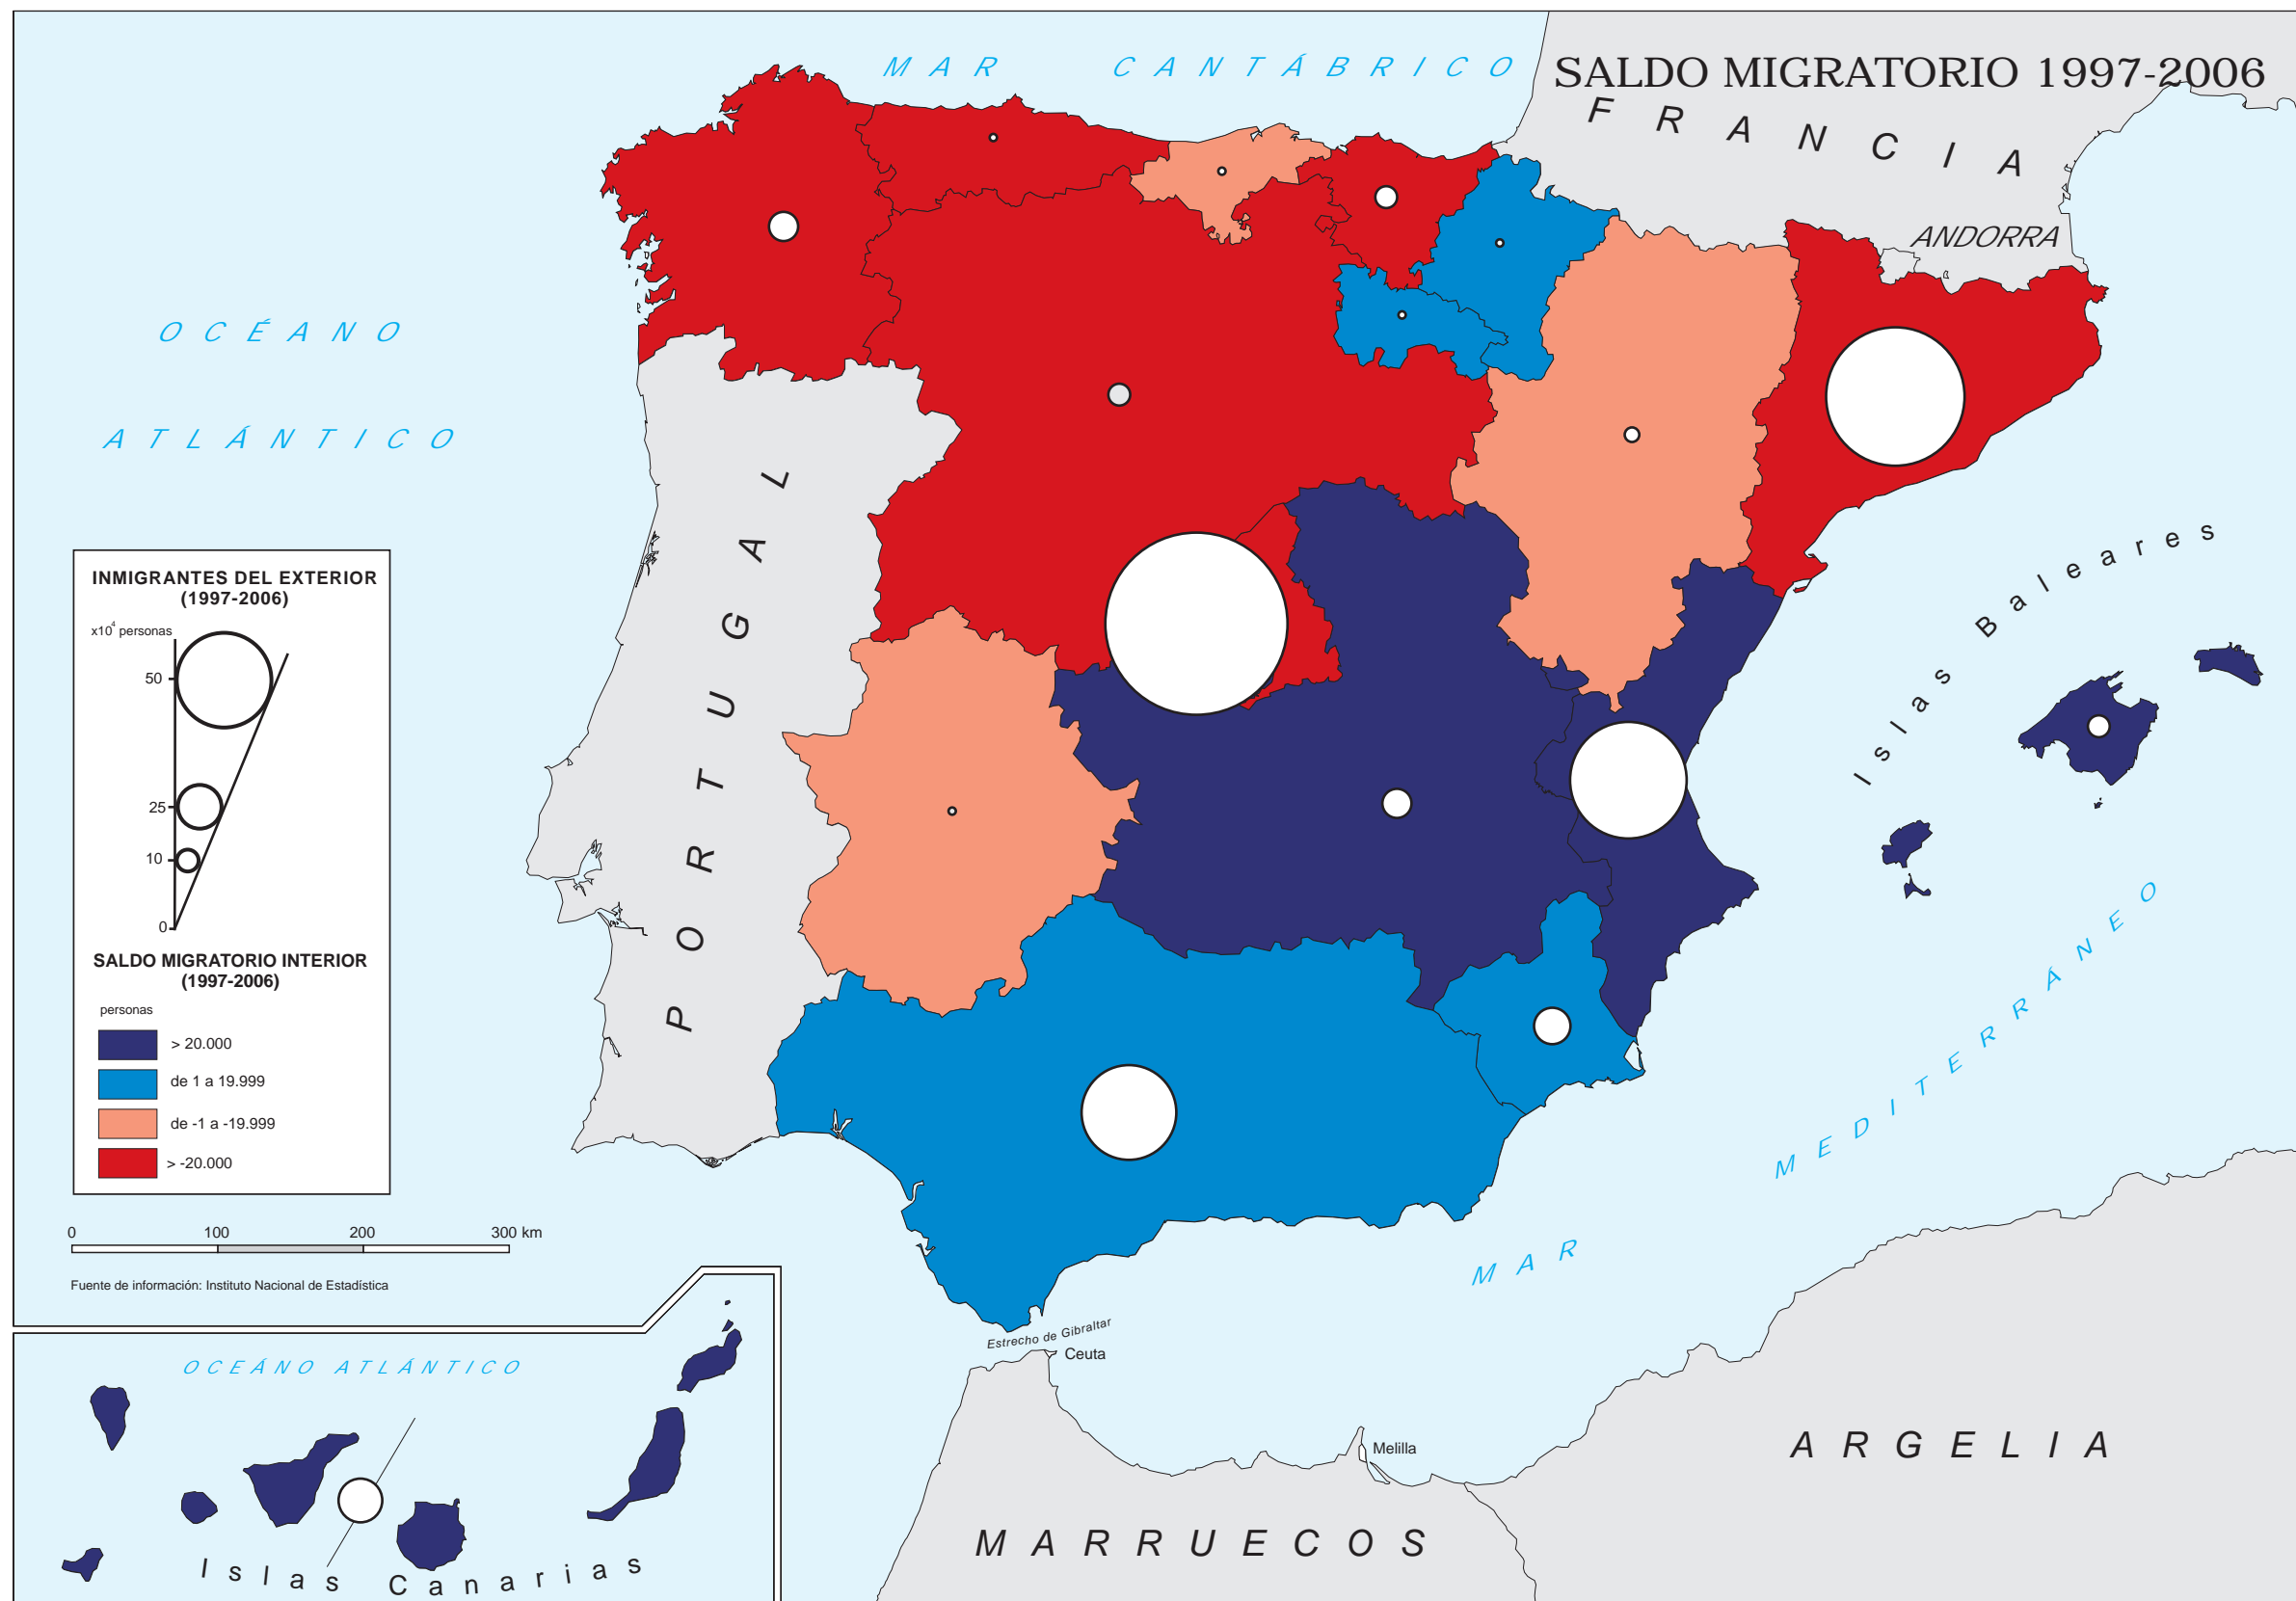 SALDO MIGRATORIO 1997-2006
MAR CANTÁBRICO
FRANCIA
ANDORRA
OCÉANO
ATLÁNTICO
PORTUGAL
Islas Baleares
INMIGRANTES DEL EXTERIOR
(1997-2006)
x10⁴ personas
50
25
10
0
SALDO MIGRATORIO INTERIOR
(1997-2006)
personas
> 20.000
de 1 a 19.999
de -1 a -19.999
> -20.000
0 100 200 300 km
Fuente de información: Instituto Nacional de Estadística
MAR MEDITERRÁNEO
Estrecho de Gibraltar
Ceuta
Melilla
MARRUECOS
ARGELIA
OCEÁNO ATLÁNTICO
Islas Canarias